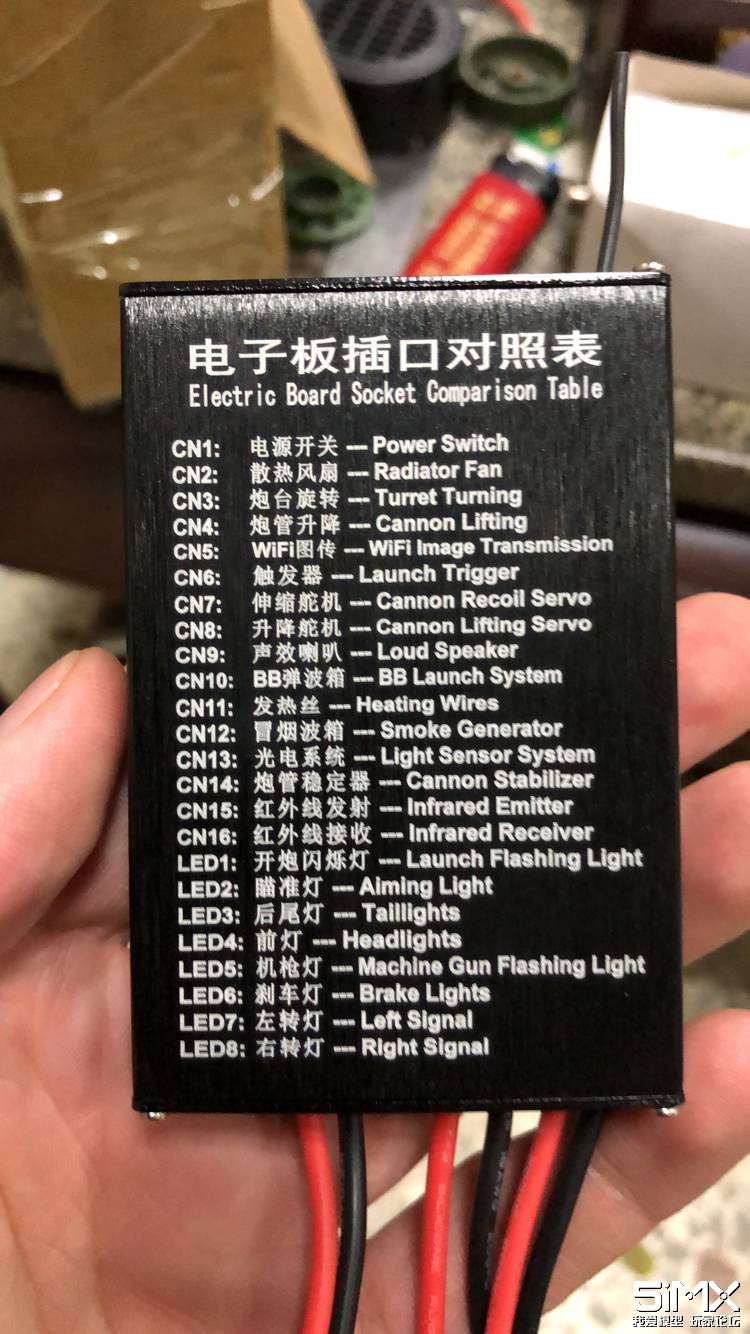 电子板插口对照表
Electric Board Socket Comparison Table
CN1: 电源开关 --- Power Switch
CN2: 散热风扇 --- Radiator Fan
CN3: 炮台旋转 --- Turret Turning
CN4: 炮管升降 --- Cannon Lifting
CN5: WiFi图传 --- WiFi Image Transmission
CN6: 触发器 --- Launch Trigger
CN7: 伸缩舵机 --- Cannon Recoil Servo
CN8: 升降舵机 --- Cannon Lifting Servo
CN9: 声效喇叭 --- Loud Speaker
CN10: BB弹波箱 --- BB Launch System
CN11: 发热丝 --- Heating Wires
CN12: 冒烟波箱 --- Smoke Generator
CN13: 光电系统 --- Light Sensor System
CN14: 炮管稳定器 --- Cannon Stabilizer
CN15: 红外线发射 --- Infrared Emitter
CN16: 红外线接收 --- Infrared Receiver
LED1: 开炮闪烁灯 --- Launch Flashing Light
LED2: 瞄准灯 --- Aiming Light
LED3: 后尾灯 --- Taillights
LED4: 前灯 --- Headlights
LED5: 机枪灯 --- Machine Gun Flashing Light
LED6: 刹车灯 --- Brake Lights
LED7: 左转灯 --- Left Signal
LED8: 右转灯 --- Right Signal
5iMX
我爱模型 玩家论坛